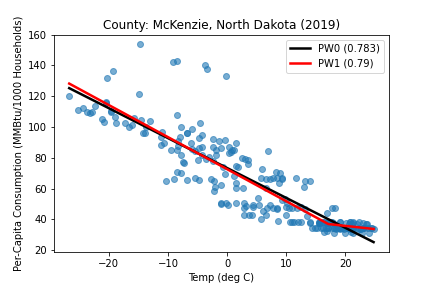 County: McKenzie, North Dakota (2019)
Per-Capita Consumption (MMBtu/1000 Households)
160
140
120
100
80
60
40
20
PW0 (0.783)
PW1 (0.79)
−20
−10
0
10
20
Temp (deg C)